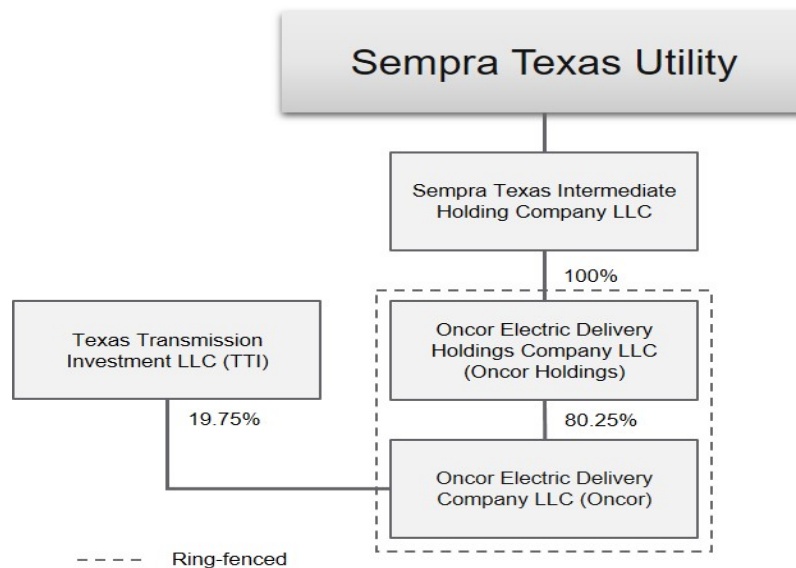 Sempra Texas Utility
Sempra Texas Intermediate
Holding Company LLC
100%
Texas Transmission
Investment LLC (TTI)
Oncor Electric Delivery
Holdings Company LLC
(Oncor Holdings)
19.75%
80.25%
Oncor Electric Delivery
Company LLC (Oncor)
Ring-fenced